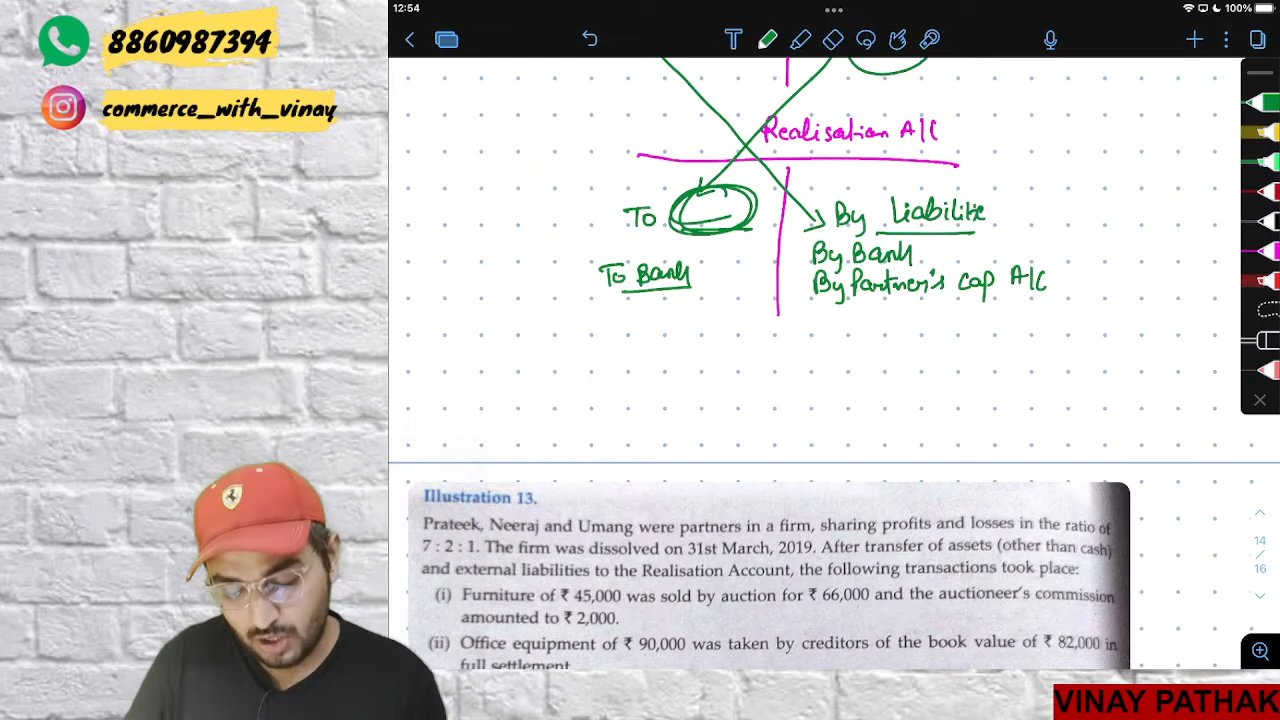 8860987394
commerce_with_vinay
12:54
100%
T
Realisation A/C
To
By Liabilitie
By Bank
To Bank
By Partner's cap A/C
14
16
Illustration 13.
Prateek, Neeraj and Umang were partners in a firm, sharing profits and losses in the ratio of
7 : 2 : 1. The firm was dissolved on 31st March, 2019. After transfer of assets (other than cash)
and external liabilities to the Realisation Account, the following transactions took place:
(i) Furniture of ₹ 45,000 was sold by auction for ₹ 66,000 and the auctioneer's commission
amounted to ₹ 2,000.
(ii) Office equipment of ₹ 90,000 was taken by creditors of the book value of ₹ 82,000 in
full settlement
VINAY PATHAK